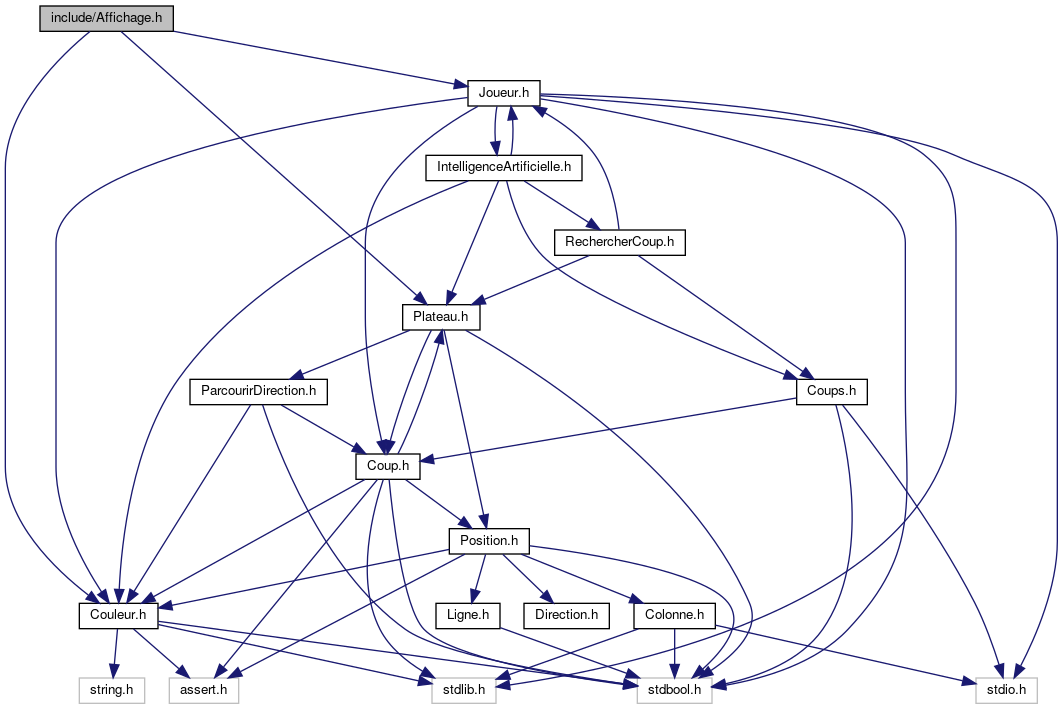 include/Affichage.h
Joueur.h
IntelligenceArtificielle.h
RechercherCoup.h
Plateau.h
ParcourirDirection.h
Coups.h
Coup.h
Position.h
Couleur.h
Ligne.h
Direction.h
Colonne.h
string.h
assert.h
stdlib.h
stdbool.h
stdio.h